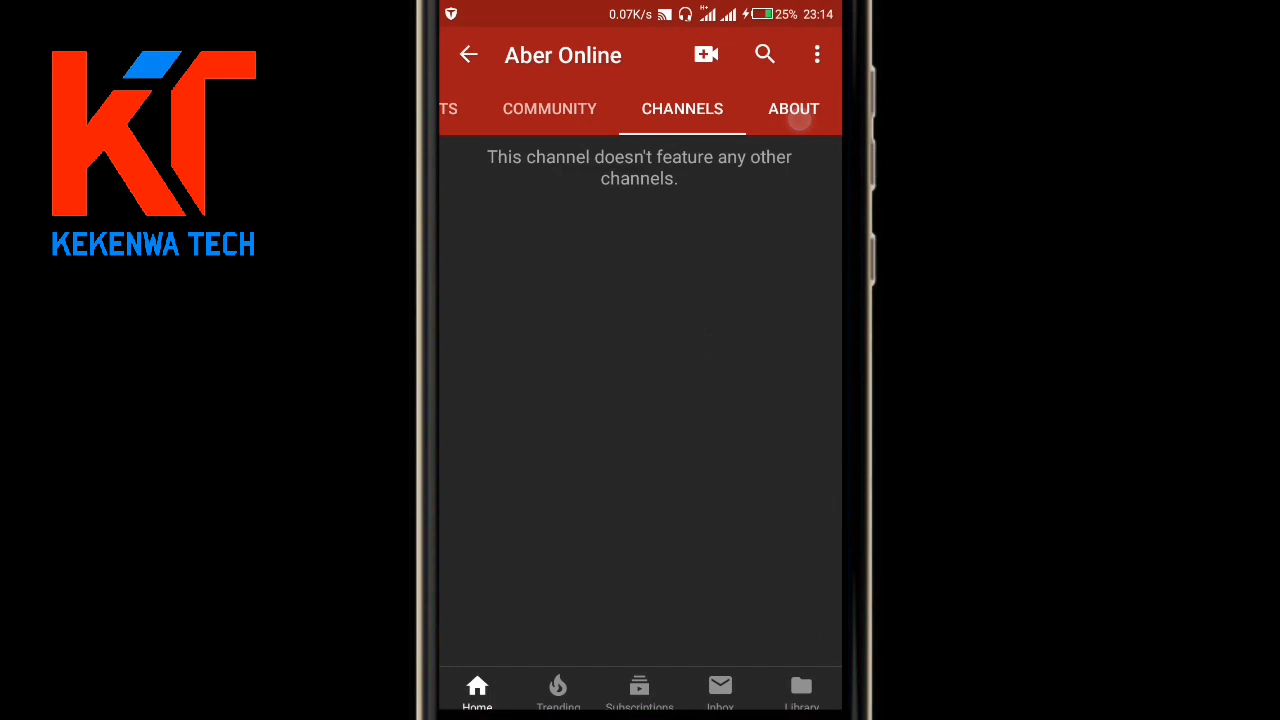 0.07K/s H+ 25% 23:14
Aber Online
TS COMMUNITY CHANNELS ABOUT
This channel doesn't feature any other
channels.
KT
KEKENWA TECH
Home Trending Subscriptions Inbox Library